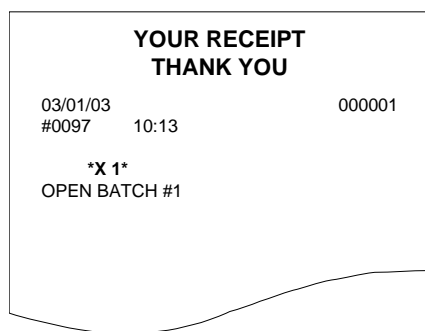 YOUR RECEIPT
THANK YOU
03/01/03 000001
#0097 10:13
*X 1*
OPEN BATCH #1